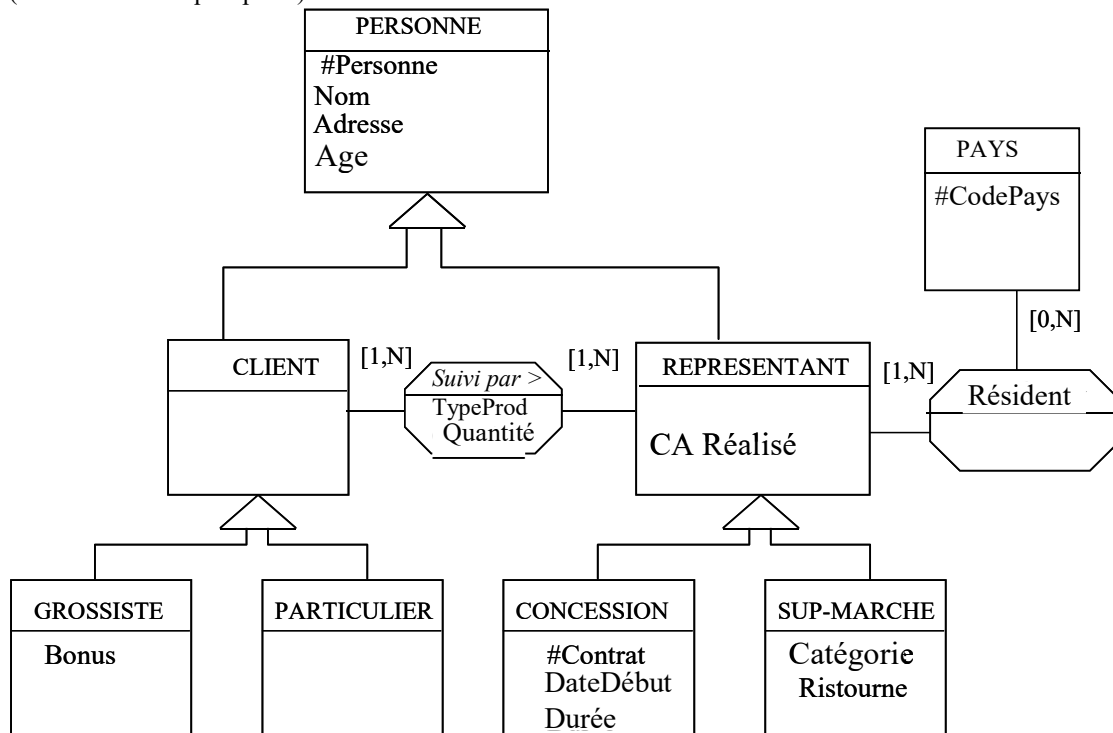 PERSONNE
#Personne
Nom
Adresse
Age
PAYS
#CodePays
[0,N]
CLIENT
[1,N]
Suivi par >
TypeProd
Quantité
[1,N]
REPRESENTANT
CA Réalisé
[1,N]
Résident
GROSSISTE
Bonus
PARTICULIER
CONCESSION
#Contrat
DateDébut
Durée
SUP-MARCHE
Catégorie
Ristourne